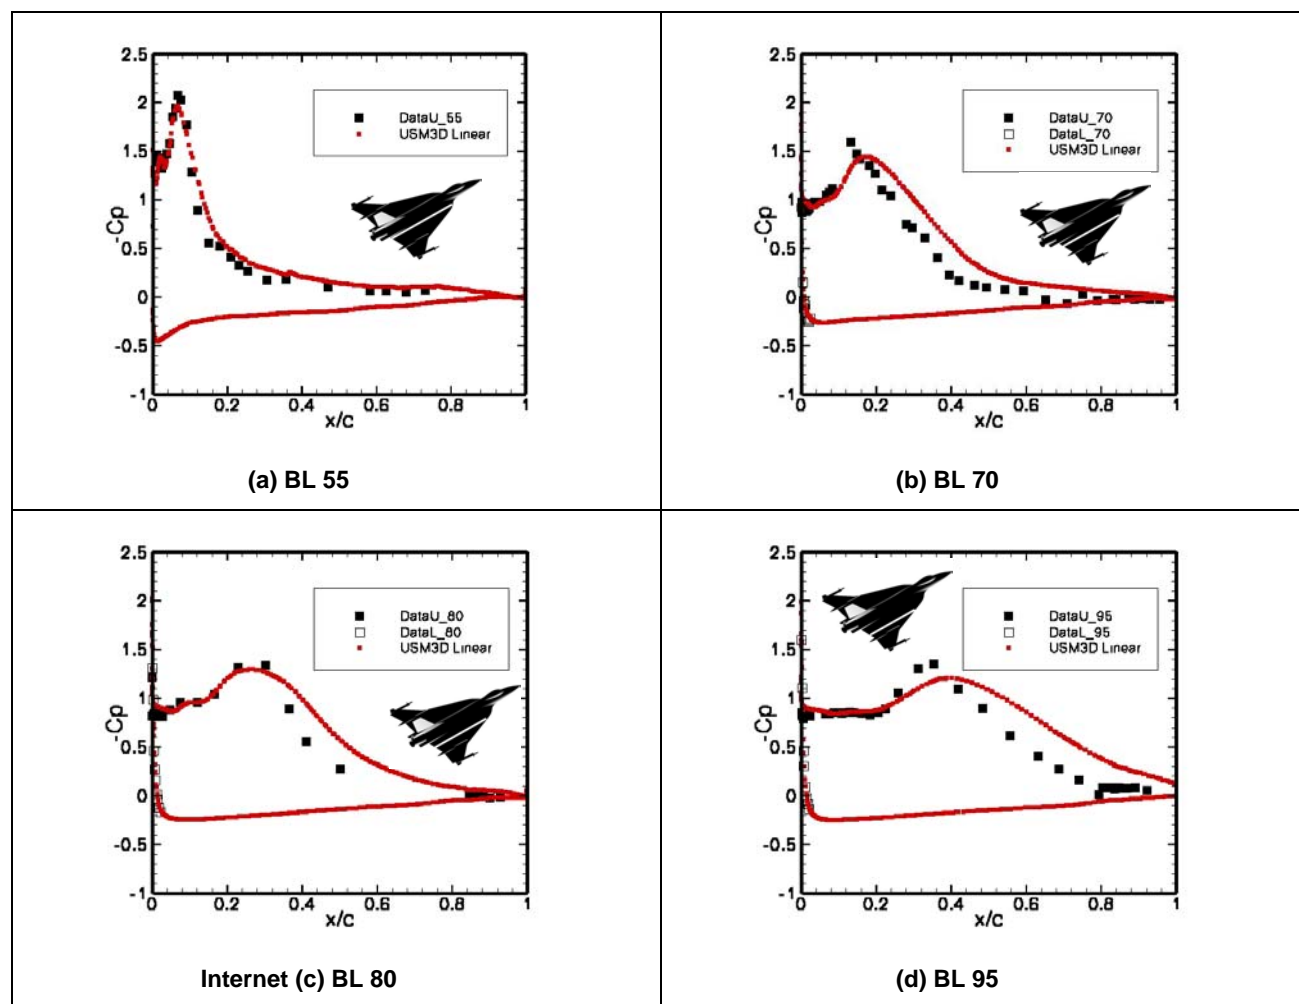 2.5
2
1.5
1
0.5
0
-0.5
-1
-Cp
DataU_55
USM3D Linear
0 0.2 0.4 0.6 0.8 1
x/c
(a) BL 55
2.5
2
1.5
1
0.5
0
-0.5
-1
-Cp
DataU_70
DataL_70
USM3D Linear
0 0.2 0.4 0.6 0.8 1
x/c
(b) BL 70
2.5
2
1.5
1
0.5
0
-0.5
-1
-Cp
DataU_80
DataL_80
USM3D Linear
0 0.2 0.4 0.6 0.8 1
x/c
Internet (c) BL 80
2.5
2
1.5
1
0.5
0
-0.5
-1
-Cp
DataU_95
DataL_95
USM3D Linear
0 0.2 0.4 0.6 0.8 1
x/c
(d) BL 95